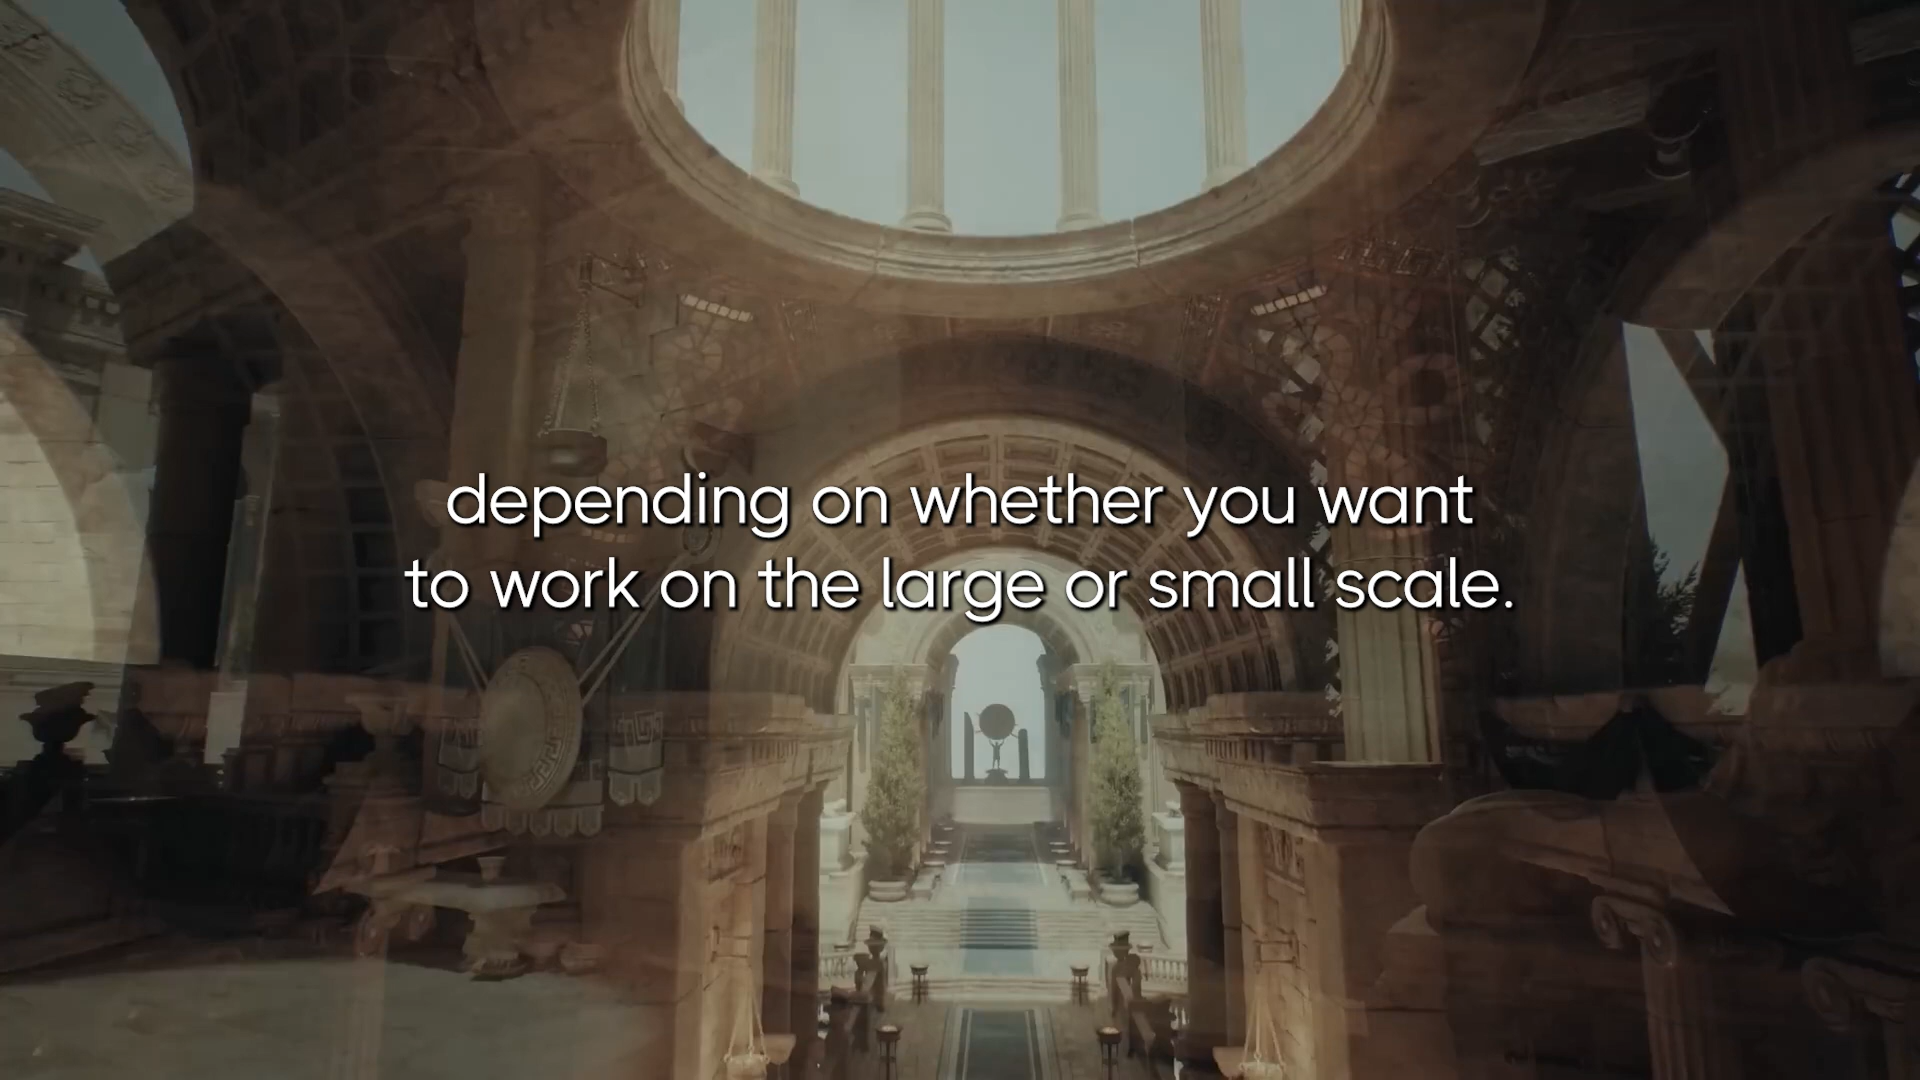 depending on whether you want
to work on the large or small scale.